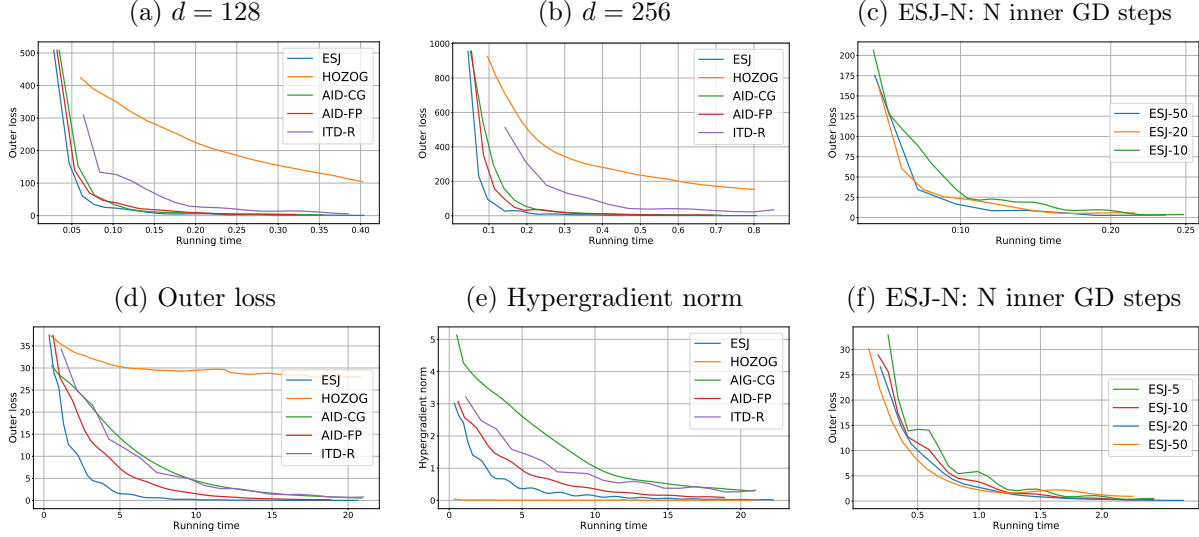 (a) d = 128
(b) d = 256
(c) ESJ-N: N inner GD steps
500
400
300
200
100
0
Outer loss
0.05
0.10
0.15
0.20
0.25
0.30
0.35
0.40
Running time
ESJ
HOZOG
AID-CG
AID-FP
ITD-R
1000
800
600
400
200
0
Outer loss
0.1
0.2
0.3
0.4
0.5
0.6
0.7
0.8
Running time
ESJ
HOZOG
AID-CG
AID-FP
ITD-R
200
175
150
125
100
75
50
25
0
Outer loss
0.10
0.20
0.25
Running time
ESJ-50
ESJ-20
ESJ-10
(d) Outer loss
(e) Hypergradient norm
(f) ESJ-N: N inner GD steps
35
30
25
20
15
10
5
0
Outer loss
0
5
10
15
20
Running time
ESJ
HOZOG
AID-CG
AID-FP
ITD-R
5
4
3
2
1
0
Hypergradient norm
0
5
10
15
20
Running time
ESJ
HOZOG
AIG-CG
AID-FP
ITD-R
30
25
20
15
10
5
0
Outer loss
0.5
1.0
1.5
2.0
Running time
ESJ-5
ESJ-10
ESJ-20
ESJ-50